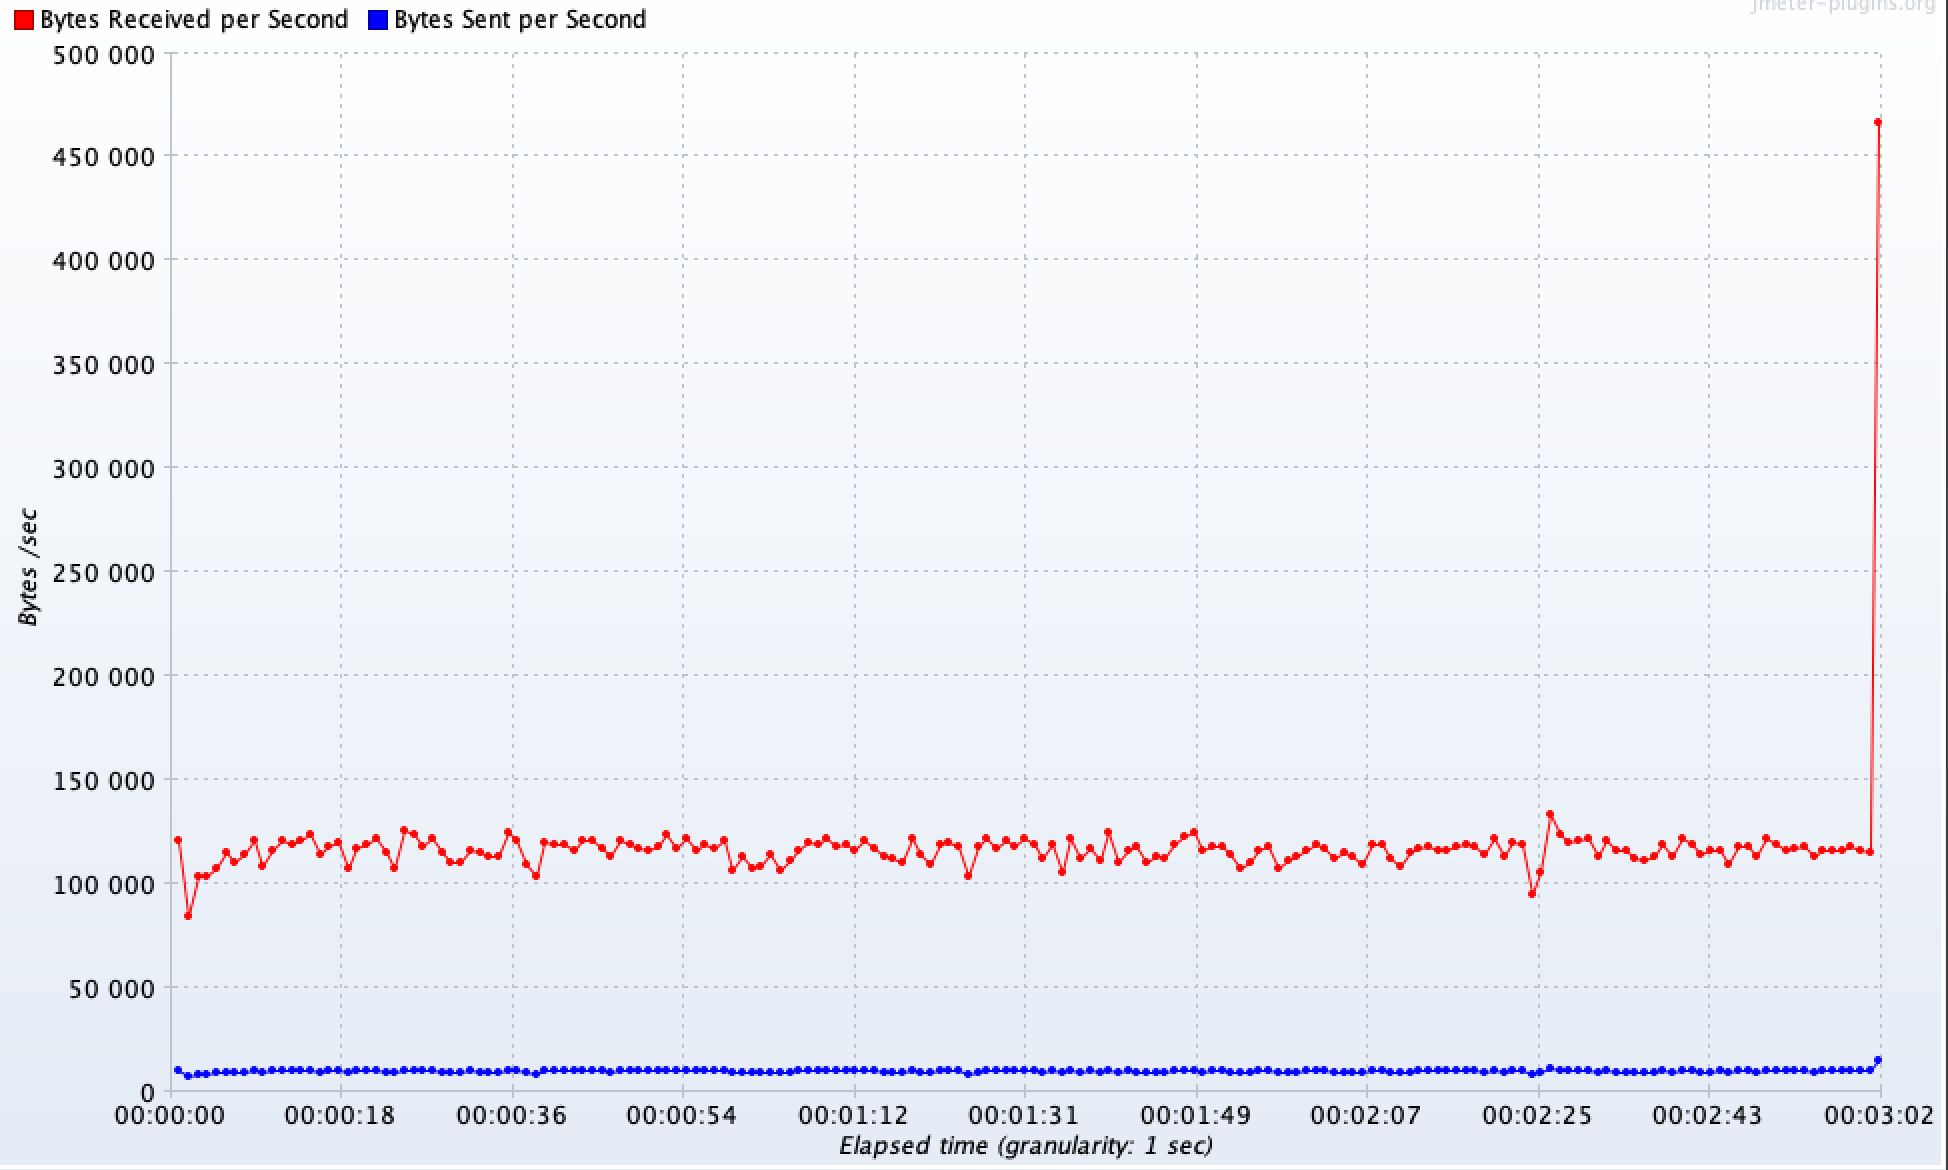 jmeter-plugins.org
Bytes Received per Second Bytes Sent per Second
500 000
450 000
400 000
350 000
300 000
250 000
200 000
150 000
100 000
50 000
0
Bytes /sec
00:00:00 00:00:18 00:00:36 00:00:54 00:01:12 00:01:31 00:01:49 00:02:07 00:02:25 00:02:43 00:03:02
Elapsed time (granularity: 1 sec)